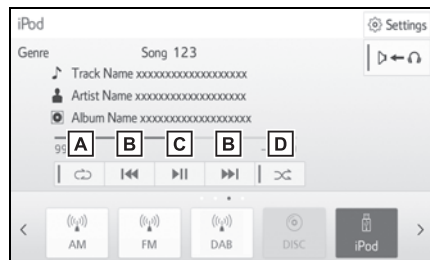 iPod
Settings
Genre Song 123
Track Name xxxxxxxxxxxxxxxxxxxx
Artist Name xxxxxxxxxxxxxxxxxxxx
Album Name xxxxxxxxxxxxxxxxxxxx
99
A B C B D
AM FM DAB DISC iPod